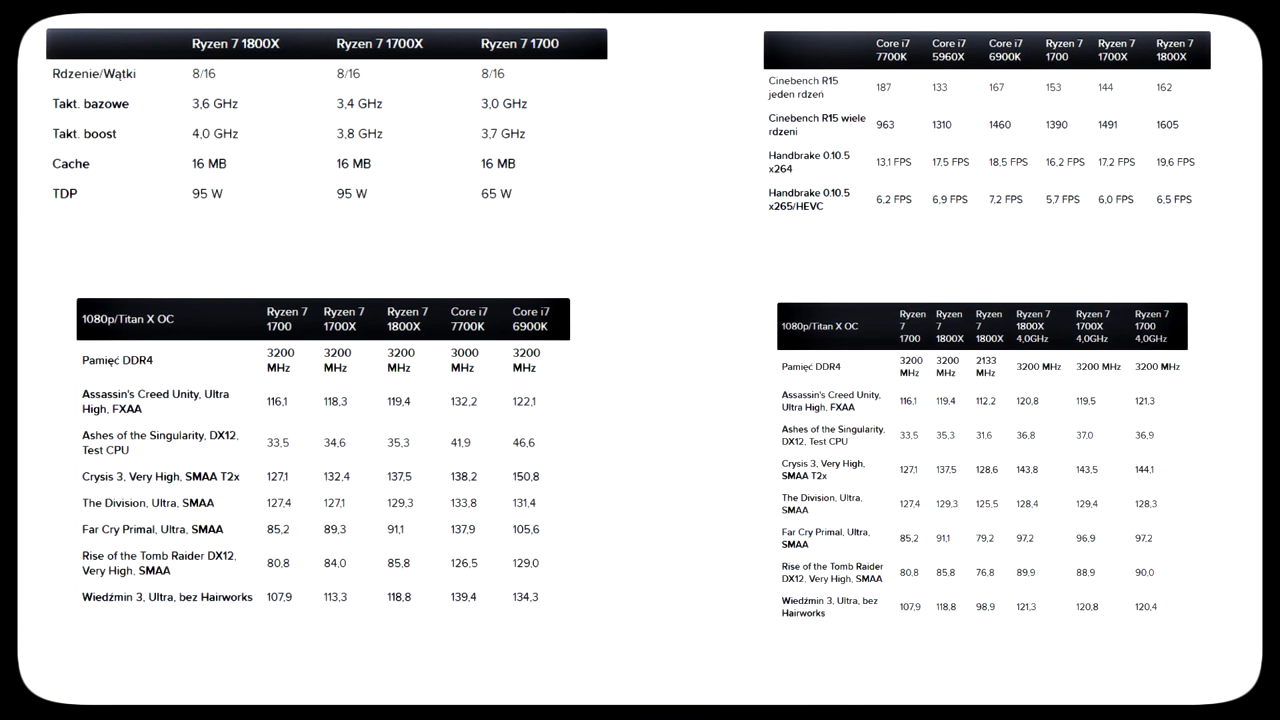 Ryzen 7 1800X Ryzen 7 1700X Ryzen 7 1700
Rdzenie/Wątki 8/16 8/16 8/16
Takt. bazowe 3,6 GHz 3,4 GHz 3,0 GHz
Takt. boost 4,0 GHz 3,8 GHz 3,7 GHz
Cache 16 MB 16 MB 16 MB
TDP 95 W 95 W 65 W
Core i7 Core i7 Core i7 Ryzen 7 Ryzen 7 Ryzen 7
7700K 5960X 6900K 1700 1700X 1800X
Cinebench R15
jeden rdzeń 187 133 167 153 144 162
Cinebench R15 wiele
rdzeni 963 1310 1460 1390 1491 1605
Handbrake 0.10.5
x264 13,1 FPS 17,5 FPS 18,5 FPS 16,2 FPS 17,2 FPS 19,6 FPS
Handbrake 0.10.5
x265/HEVC 6,2 FPS 6,9 FPS 7,2 FPS 5,7 FPS 6,0 FPS 6,5 FPS
1080p/Titan X OC Ryzen 7 Ryzen 7 Ryzen 7 Core i7 Core i7
1700 1700X 1800X 7700K 6900K
Pamięć DDR4 3200 3200 3200 3000 3200
MHz MHz MHz MHz MHz
Assassin's Creed Unity, Ultra
High, FXAA 116,1 118,3 119,4 132,2 122,1
Ashes of the Singularity, DX12,
Test CPU 33,5 34,6 35,3 41,9 46,6
Crysis 3, Very High, SMAA T2x 127,1 132,4 137,5 138,2 150,8
The Division, Ultra, SMAA 127,4 127,1 129,3 133,8 131,4
Far Cry Primal, Ultra, SMAA 85,2 89,3 91,1 137,9 105,6
Rise of the Tomb Raider DX12,
Very High, SMAA 80,8 84,0 85,8 126,5 129,0
Wiedźmin 3, Ultra, bez Hairworks 107,9 113,3 118,8 139,4 134,3
1080p/Titan X OC Ryzen Ryzen Ryzen Ryzen 7 Ryzen 7 Ryzen 7
7 7 7 1800X 1700X 1700
1700 1800X 1800X 4,0GHz 4,0GHz 4,0GHz
Pamięć DDR4 3200 3200 2133 3200 MHz 3200 MHz 3200 MHz
MHz MHz MHz
Assassin's Creed Unity,
Ultra High, FXAA 116,1 119,4 112,2 120,8 119,5 121,3
Ashes of the Singularity,
DX12, Test CPU 33,5 35,3 31,6 36,8 37,0 36,9
Crysis 3, Very High,
SMAA T2x 127,1 137,5 128,6 143,8 143,5 144,1
The Division, Ultra,
SMAA 127,4 129,3 125,5 128,4 129,4 128,3
Far Cry Primal, Ultra,
SMAA 85,2 91,1 79,2 97,2 96,9 97,2
Rise of the Tomb Raider
DX12, Very High, SMAA 80,8 85,8 76,8 89,9 88,9 90,0
Wiedźmin 3, Ultra, bez
Hairworks 107,9 118,8 98,9 121,3 120,8 120,4